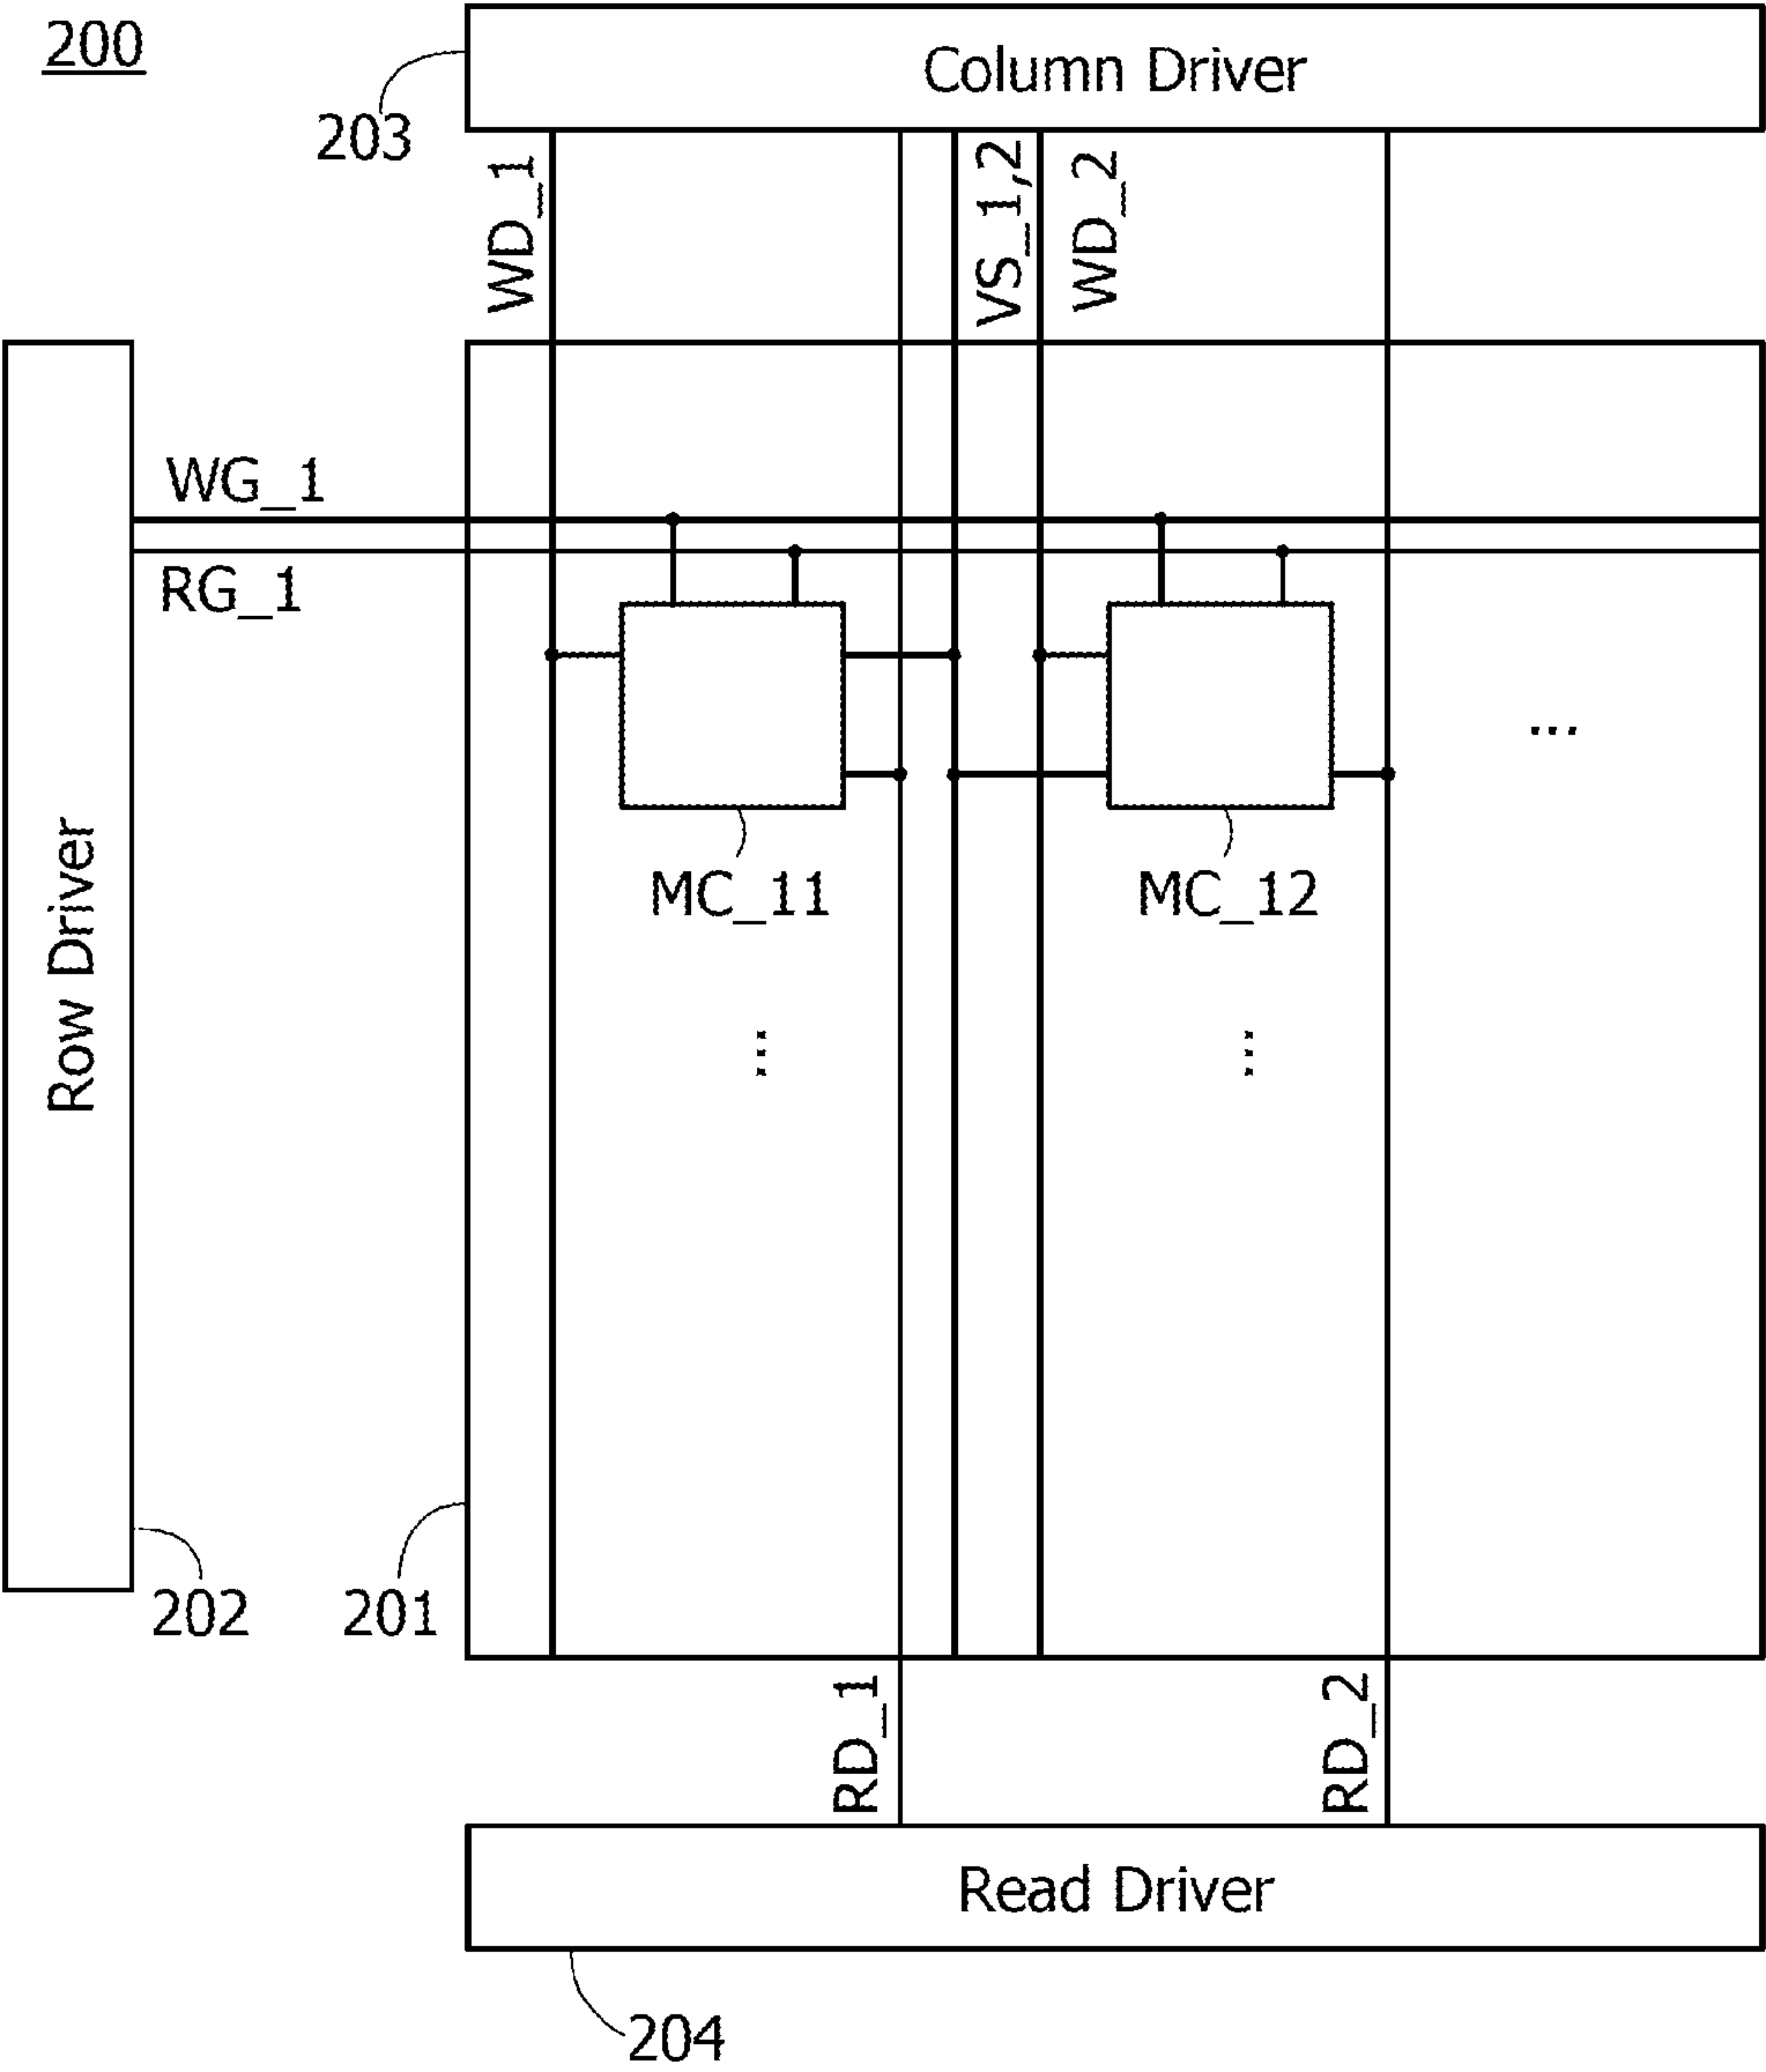 200
Column Driver
203
WD_1
VS_1,2
WD_2
WG_1
RG_1
MC_11
MC_12
...
...
...
Row Driver
202
201
RD_1
RD_2
Read Driver
204